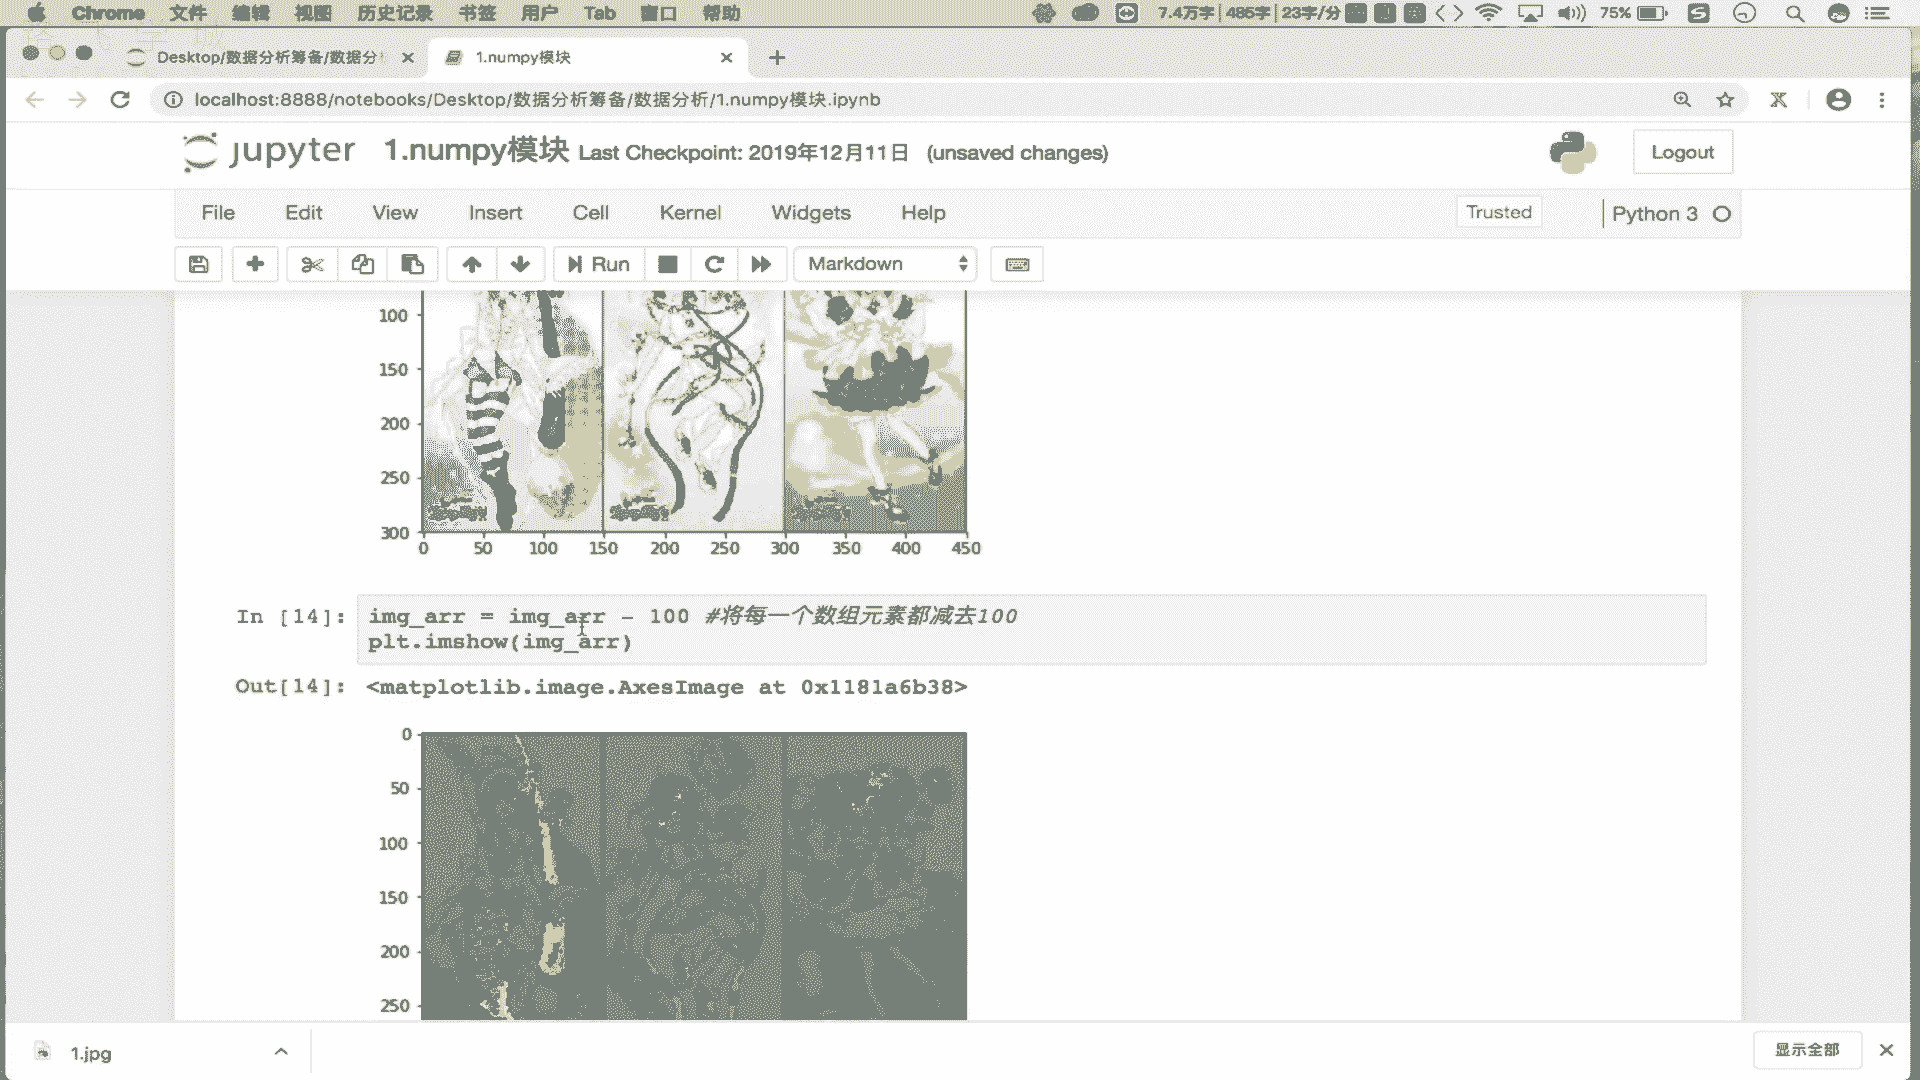 Chrome 文件 编辑 视图 历史记录 书签 用户 Tab 窗口 帮助 7.4万字 485字 23字/分 75%
Desktop/数据分析筹备/数据分 1.numpy模块
localhost:8888/notebooks/Desktop/数据分析筹备/数据分析/1.numpy模块.ipynb
jupyter 1.numpy模块 Last Checkpoint: 2019年12月11日 (unsaved changes) Logout
File Edit View Insert Cell Kernel Widgets Help Trusted Python 3
Run Markdown
100
150
200
250
300
0 50 100 150 200 250 300 350 400 450
In [14]: img_arr = img_arr - 100 #将每一个数组元素都减去100
plt.imshow(img_arr)
Out[14]: <matplotlib.image.AxesImage at 0x1181a6b38>
0
50
100
150
200
250
1.jpg 显示全部